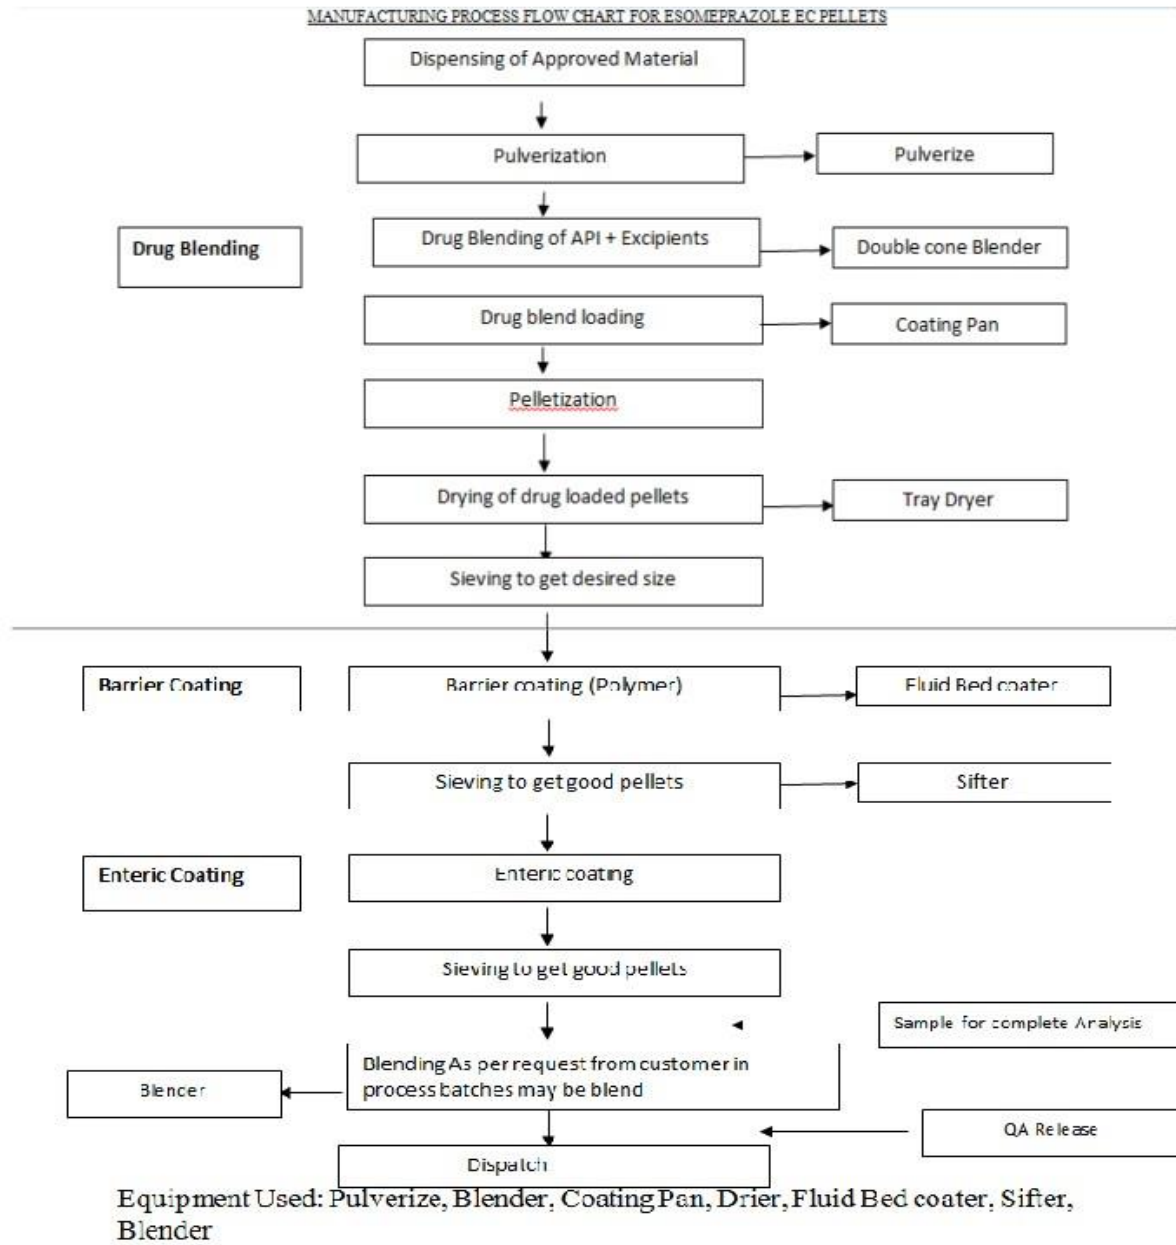 MANUFACTURING PROCESS FLOW CHART FOR ESOMEPRAZOLE EC PELLETS
Dispensing of Approved Material
Pulverization
Pulverize
Drug Blending
Drug Blending of API + Excipients
Double cone Blender
Drug blend loading
Coating Pan
Pelletization
Drying of drug loaded pellets
Tray Dryer
Sieving to get desired size
Barrier Coating
Barrier coating (Polymer)
Fluid Bed coater
Sieving to get good pellets
Sifter
Enteric Coating
Enteric coating
Sieving to get good pellets
Sample for complete Analysis
Blending As per request from customer in
process batches may be blend
Blender
QA Release
Dispatch
Equipment Used: Pulverize, Blender, Coating Pan, Drier, Fluid Bed coater, Sifter,
Blender